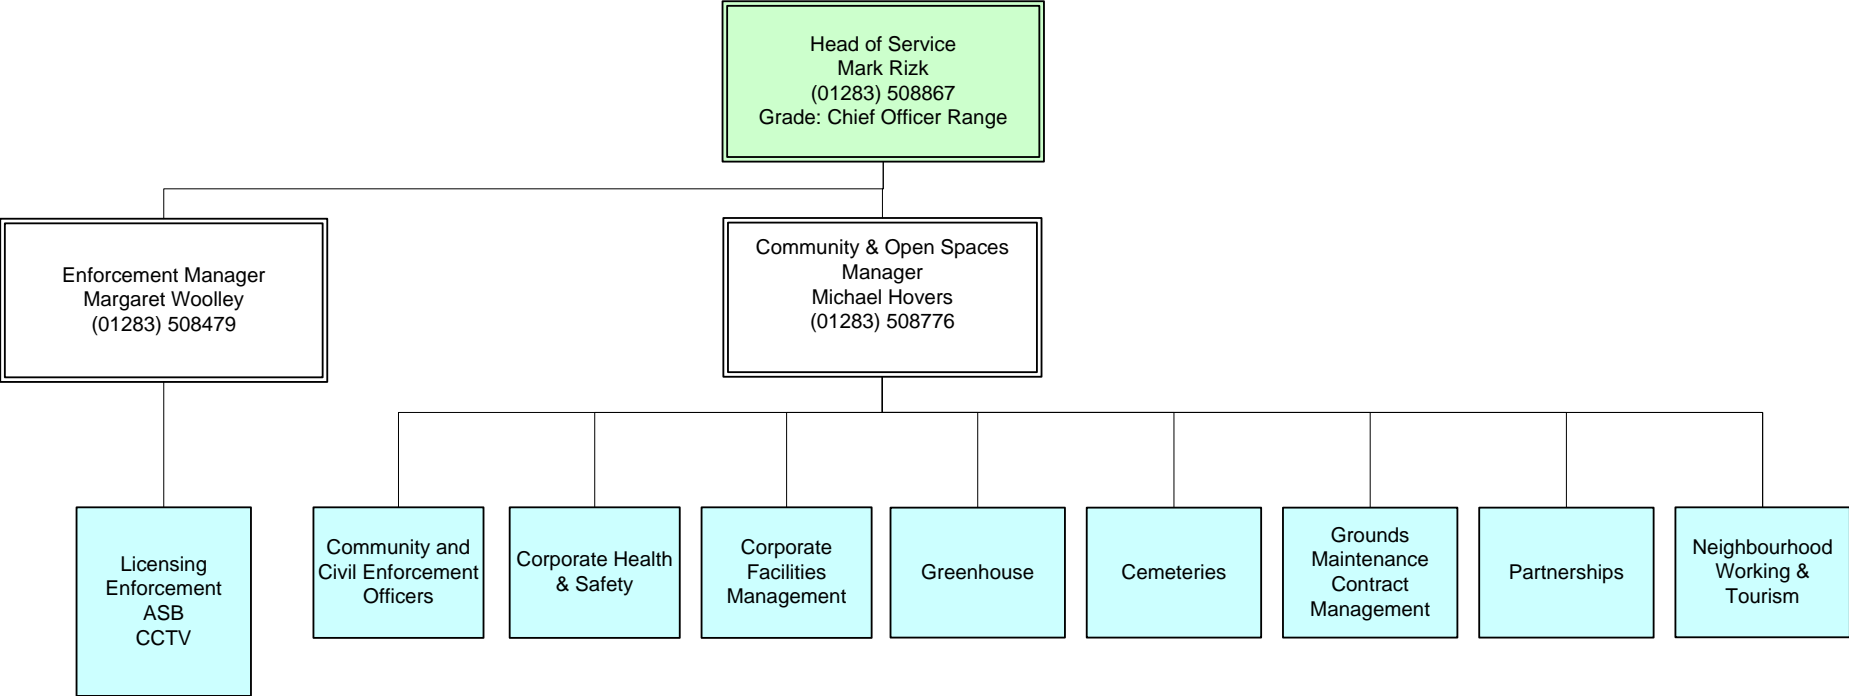 Head of Service
Mark Rizk
(01283) 508867
Grade: Chief Officer Range
Enforcement Manager
Margaret Woolley
(01283) 508479
Community & Open Spaces
Manager
Michael Hovers
(01283) 508776
Licensing
Enforcement
ASB
CCTV
Community and
Civil Enforcement
Officers
Corporate Health
& Safety
Corporate
Facilities
Management
Greenhouse
Cemeteries
Grounds
Maintenance
Contract
Management
Partnerships
Neighbourhood
Working &
Tourism